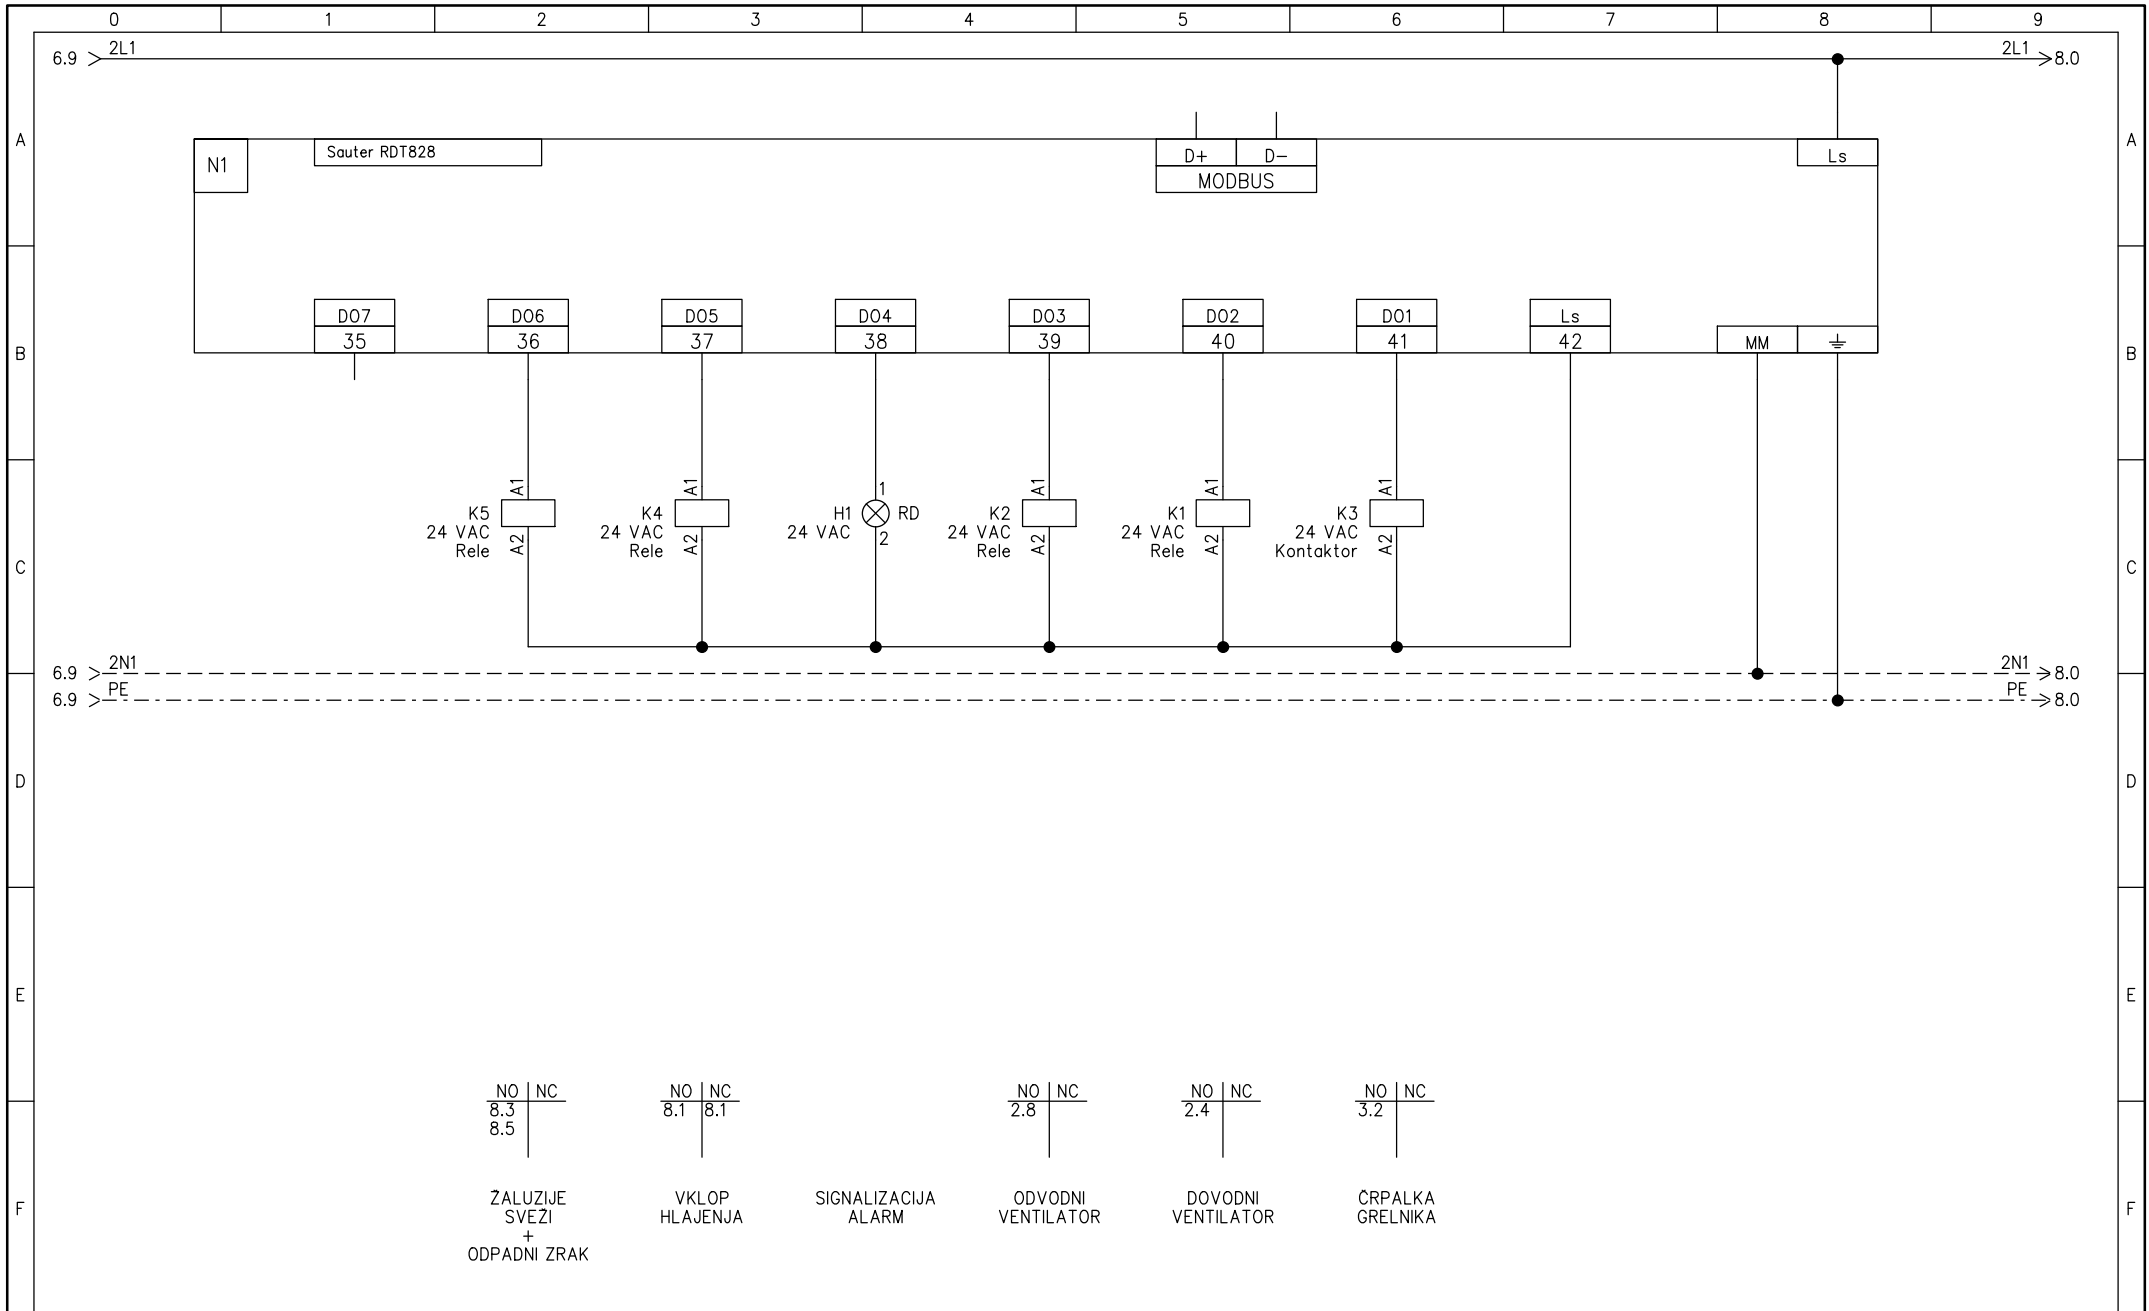 0 1 2 3 4 5 6 7 8 9
6.9 2L1 2L1 8.0
A A
N1 Sauter RDT828 D+ D- Ls
MODBUS
DO7 DO6 DO5 DO4 DO3 DO2 DO1 Ls
35 36 37 38 39 40 41 42 MM
B B
A1 A1 1 A1 A1 A1
K5 K4 H1 RD K2 K1 K3
24 VAC 24 VAC 24 VAC 24 VAC 24 VAC 24 VAC
Rele Rele Rele Rele Kontaktor
A2 A2 2 A2 A2 A2
C C
6.9 2N1 2N1 8.0
6.9 PE PE 8.0
D D
E E
NO NC NO NC NO NC NO NC NO NC
8.3 8.1 8.1 2.8 2.4 3.2
8.5
F F
ŽALUZIJE VKLOP SIGNALIZACIJA ODVODNI DOVODNI ČRPALKA
SVEŽI HLAJENJA ALARM VENTILATOR VENTILATOR GRELNIKA
+
ODPADNI ZRAK